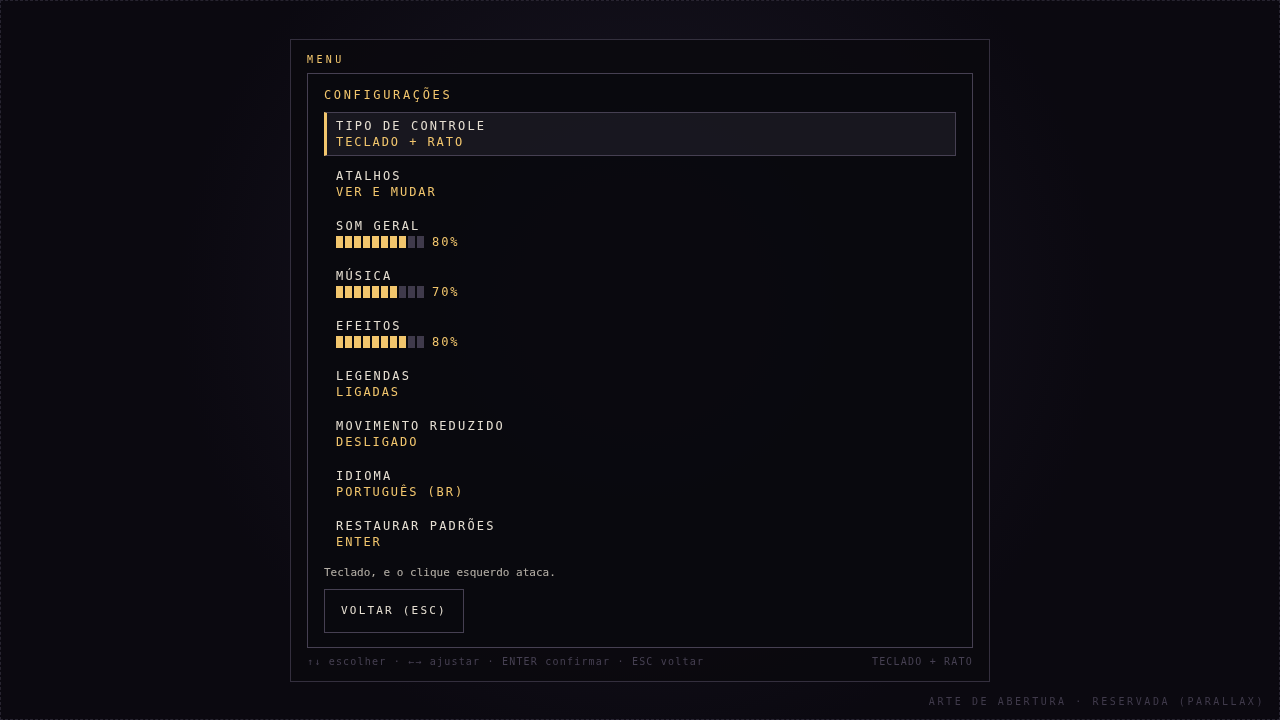 MENU
CONFIGURAÇÕES
TIPO DE CONTROLE
TECLADO + RATO
ATALHOS
VER E MUDAR
SOM GERAL
80%
MÚSICA
70%
EFEITOS
80%
LEGENDAS
LIGADAS
MOVIMENTO REDUZIDO
DESLIGADO
IDIOMA
PORTUGUÊS (BR)
RESTAURAR PADRÕES
ENTER
Teclado, e o clique esquerdo ataca.
VOLTAR (ESC)
↑↓ escolher · ←→ ajustar · ENTER confirmar · ESC voltar
TECLADO + RATO
ARTE DE ABERTURA · RESERVADA (PARALLAX)